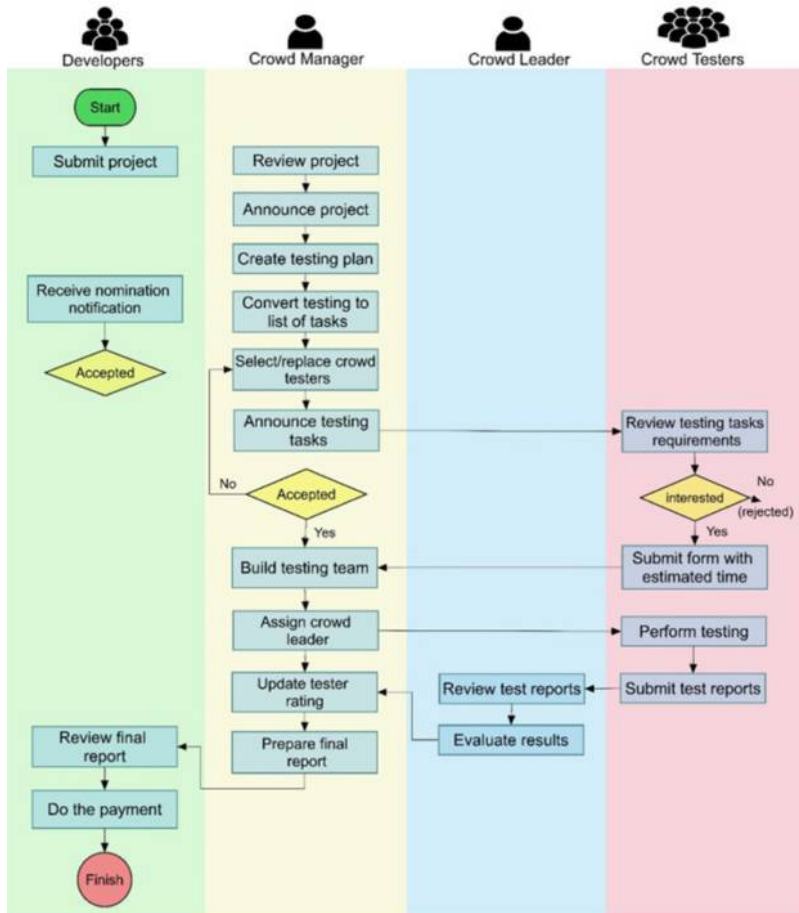 Developers
Crowd Manager
Crowd Leader
Crowd Testers
Start
Submit project
Receive nomination
notification
Accepted
Review final
report
Do the payment
Finish
Review project
Announce project
Create testing plan
Convert testing to
list of tasks
Select/replace crowd
testers
Announce testing
tasks
No
Accepted
Yes
Build testing team
Assign crowd
leader
Update tester
rating
Prepare final
report
Review test reports
Evaluate results
Review testing tasks
requirements
interested
No
(rejected)
Yes
Submit form with
estimated time
Perform testing
Submit test reports